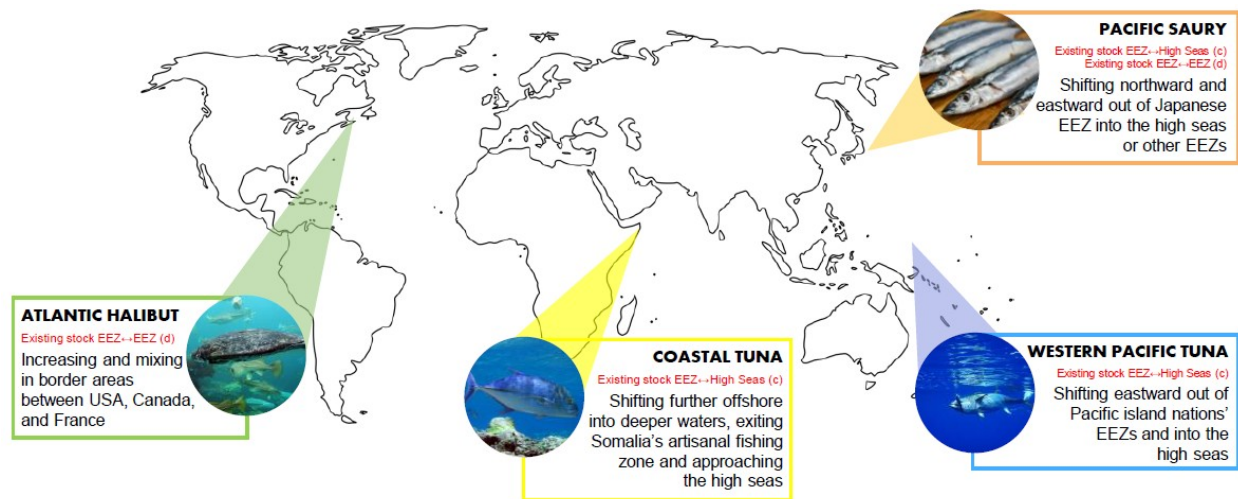 PACIFIC SAURY
Existing stock EEZ↔High Seas (c)
Existing stock EEZ↔EEZ (d)
Shifting northward and
eastward out of Japanese
EEZ into the high seas
or other EEZs
ATLANTIC HALIBUT
Existing stock EEZ↔EEZ (d)
Increasing and mixing
in border areas
between USA, Canada,
and France
COASTAL TUNA
Existing stock EEZ↔High Seas (c)
Shifting further offshore
into deeper waters, exiting
Somalia’s artisanal fishing
zone and approaching
the high seas
WESTERN PACIFIC TUNA
Existing stock EEZ↔High Seas (c)
Shifting eastward out of
Pacific island nations’
EEZs and into the
high seas